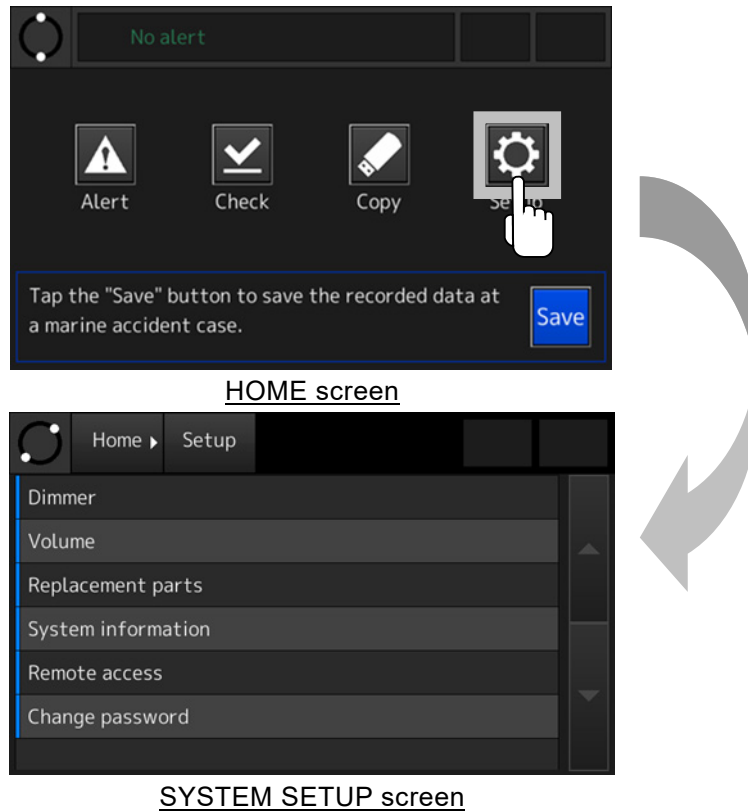 No alert
Alert Check Copy Setup
Tap the "Save" button to save the recorded data at
a marine accident case.
Save
HOME screen
Home Setup
Dimmer
Volume
Replacement parts
System information
Remote access
Change password
SYSTEM SETUP screen